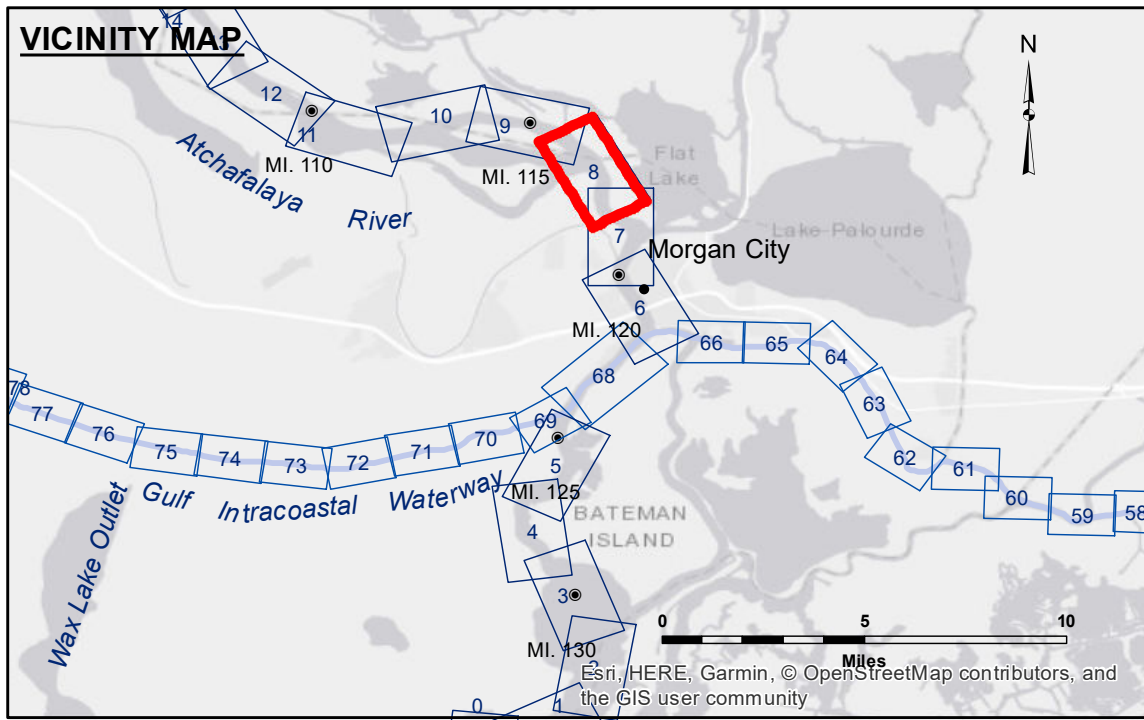 14
VICINITY MAP
13
N
12
10
9
11
MI. 110
Atchafalaya
River
MI. 115
8
Flat
Lake
7
Lake Palourde
Morgan City
6
MI. 120
66
65
64
68
63
78
77
76
75
74
73
72
71
70
69
62
61
5
60
59
58
MI. 125
Gulf Intracoastal Waterway
Wax Lake Outlet
4
BATEMAN
ISLAND
3
0 5 10
Miles
MI. 130
2
Esri, HERE, Garmin, © OpenStreetMap contributors, and
the GIS user community
0
1